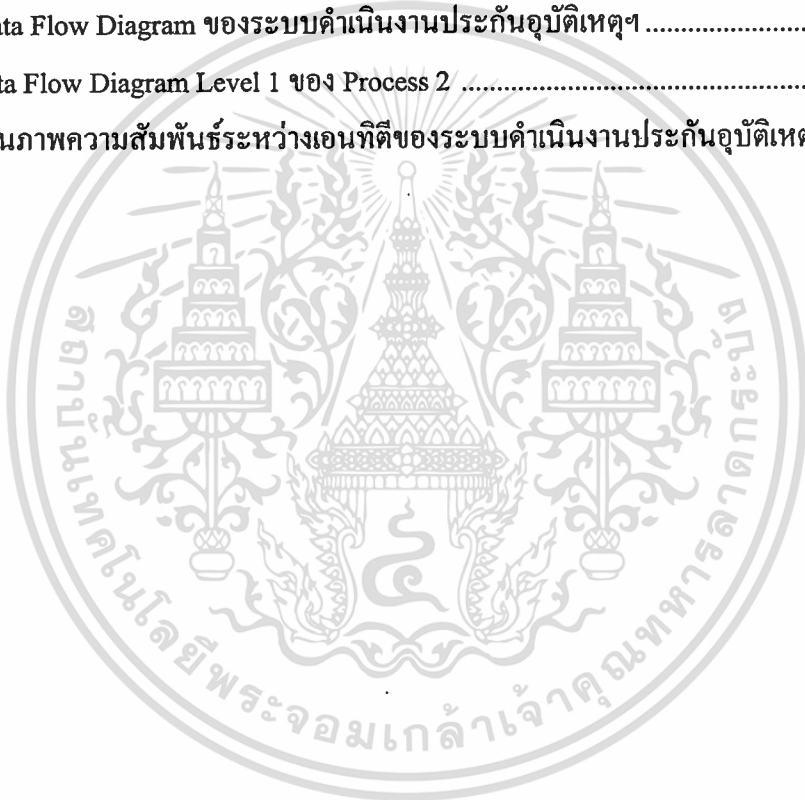 ata Flow Diagram ของระบบดำเนินงานประกันอุบัติเหตุฯ ........................
ta Flow Diagram Level 1 ของ Process 2 ..................................................
นภาพความสัมพันธ์ระหว่างเอนทิตีของระบบดำเนินงานประกันอุบัติเหต
สถาบันเทคโนโลยีพระจอมเกล้าเจ้าคุณทหารลาดกระบัง
๔